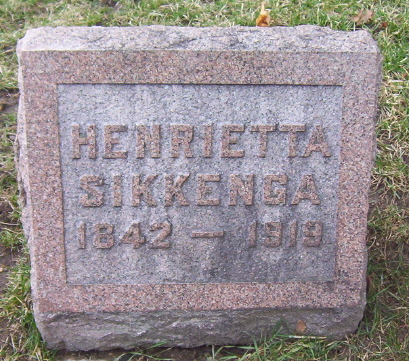 HENRIETTA
SIKKENGA
1842 — 1919